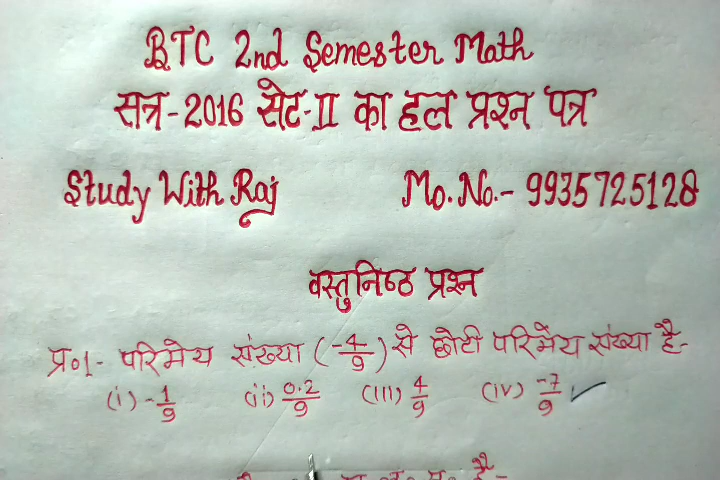 BTC 2nd Semester Math
सत्र-2016 सेट-II का हल प्रश्न पत्र
Study With Raj Mo. No.- 9935725128
वस्तुनिष्ठ प्रश्न
प्र०1- परिमेय संख्या (-4/9) से छोटी परिमेय संख्या है-
(i) -1/9 (ii) 0.2/9 (iii) 4/9 (iv) -7/9 ✓